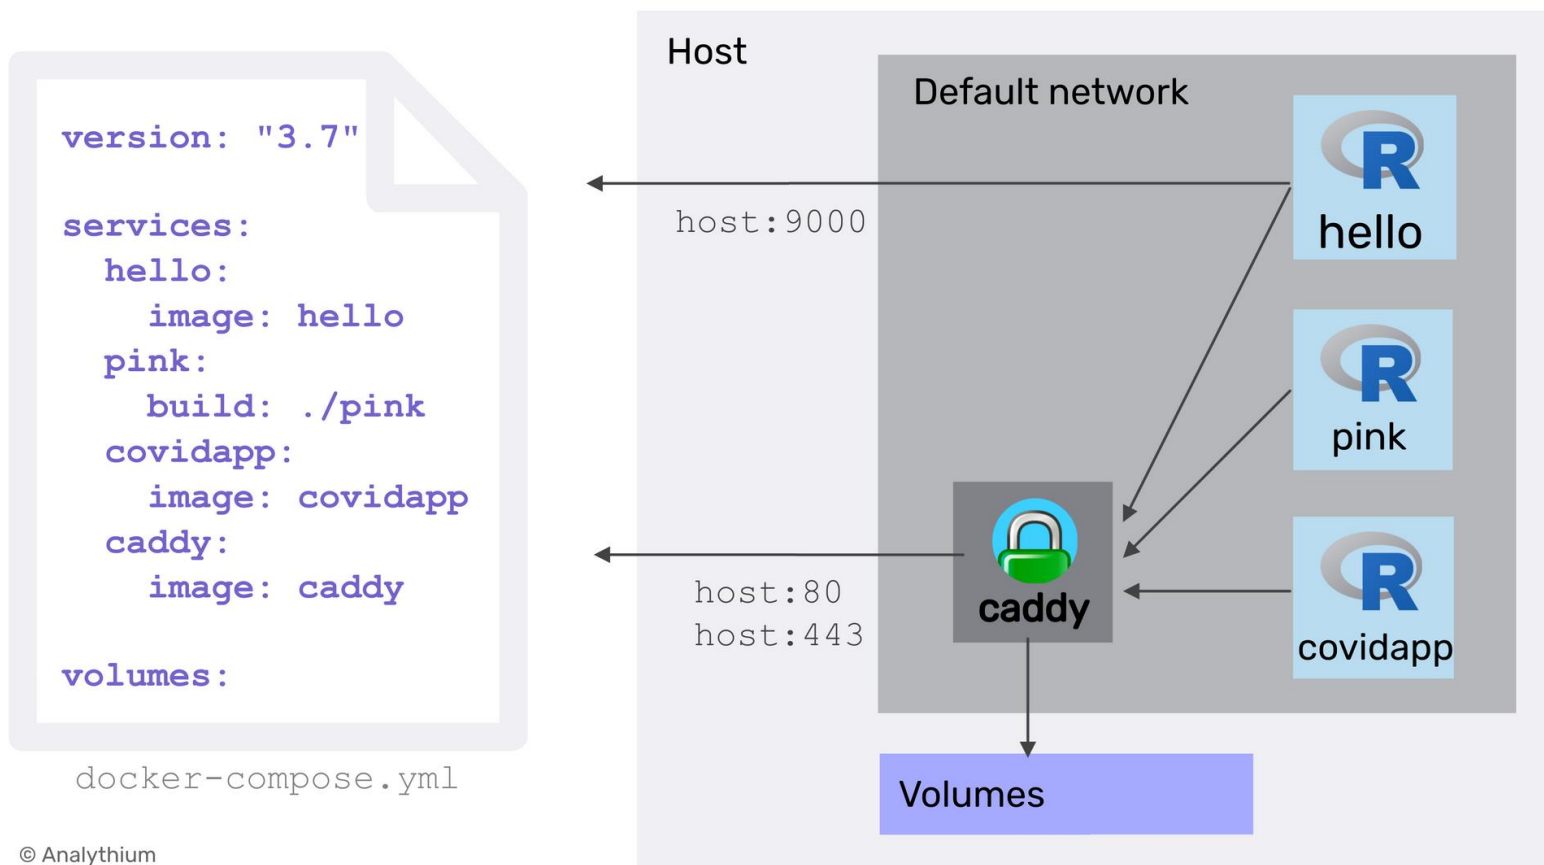 version: "3.7"
services:
hello:
image: hello
pink:
build: ./pink
covidapp:
image: covidapp
caddy:
image: caddy
volumes:
docker-compose.yml
© Analythium
Host
Default network
host:9000
host:80
host:443
R
hello
R
pink
R
covidapp
caddy
Volumes